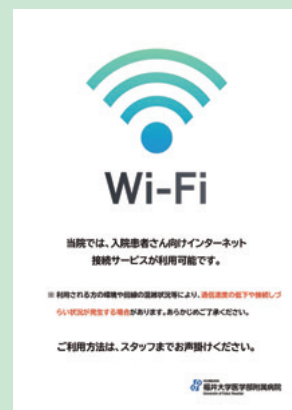 Wi-Fi
当院では、入院患者さん向けインターネット
接続サービスが利用可能です。
※ 利用される方の環境や回線の混雑状況等により、通信速度の低下や接続しづ
らい状況が発生する場合があります。あらかじめご了承ください。
ご利用方法は、スタッフまでお声掛けください。
福井大学医学部附属病院
University of Fukui Hospital